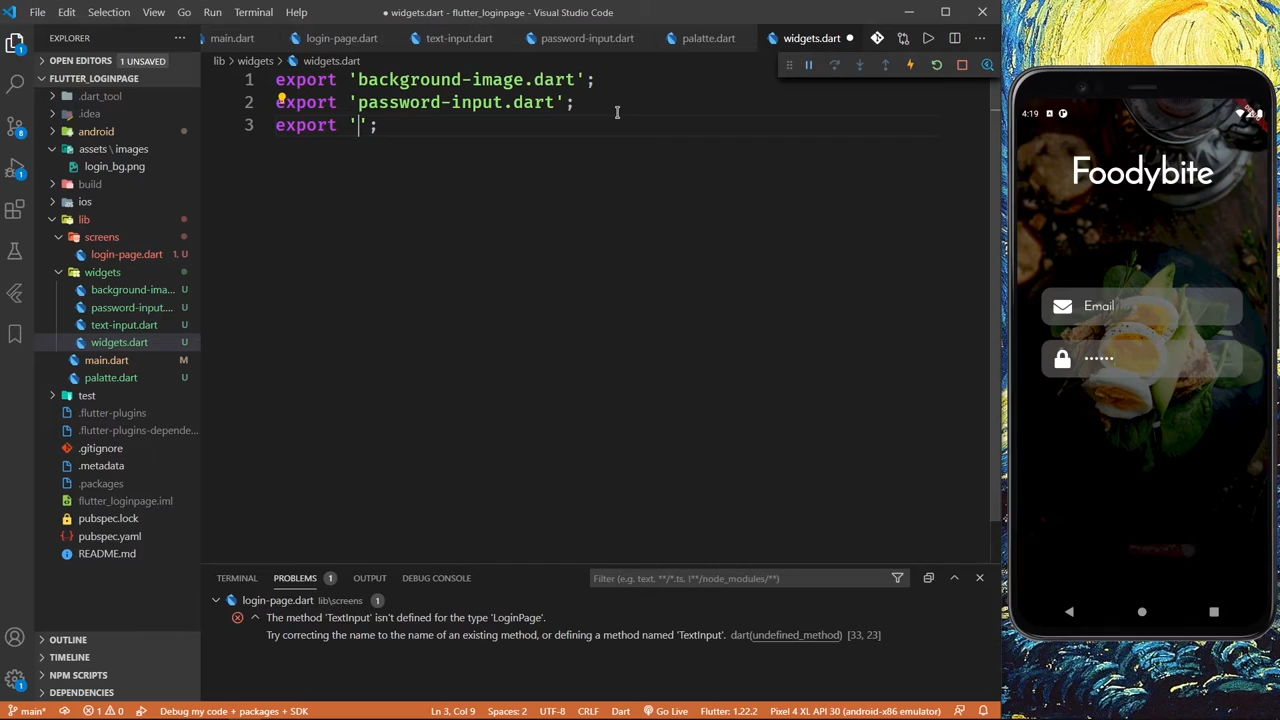 File Edit Selection View Go Run Terminal Help
● widgets.dart - flutter_loginpage - Visual Studio Code
EXPLORER
main.dart login-page.dart text-input.dart password-input.dart palatte.dart widgets.dart ●
OPEN EDITORS 1 UNSAVED
lib > widgets > widgets.dart
FLUTTER_LOGINPAGE
.dart_tool
.idea
android
assets \ images
login_bg.png
build
ios
lib
screens
login-page.dart 1, U
widgets
background-ima... U
password-input.... U
text-input.dart U
widgets.dart U
main.dart M
palatte.dart U
test
.flutter-plugins
.flutter-plugins-depende...
.gitignore
.metadata
.packages
flutter_loginpage.iml
pubspec.lock
pubspec.yaml
README.md
OUTLINE
TIMELINE
NPM SCRIPTS
DEPENDENCIES
1 export 'background-image.dart';
2 export 'password-input.dart';
3 export '';
TERMINAL PROBLEMS 1 OUTPUT DEBUG CONSOLE
Filter (e.g. text, **/*.ts, !**/node_modules/**)
login-page.dart lib\screens 1
The method 'TextInput' isn't defined for the type 'LoginPage'.
Try correcting the name to the name of an existing method, or defining a method named 'TextInput'. dart(undefined_method) [33, 23]
main* 1 0 Debug my code + packages + SDK
Ln 3, Col 9 Spaces: 2 UTF-8 CRLF Dart Go Live Flutter: 1.22.2 Pixel 4 XL API 30 (android-x86 emulator)
4:19
DEBUG
Foodybite
Email
••••••